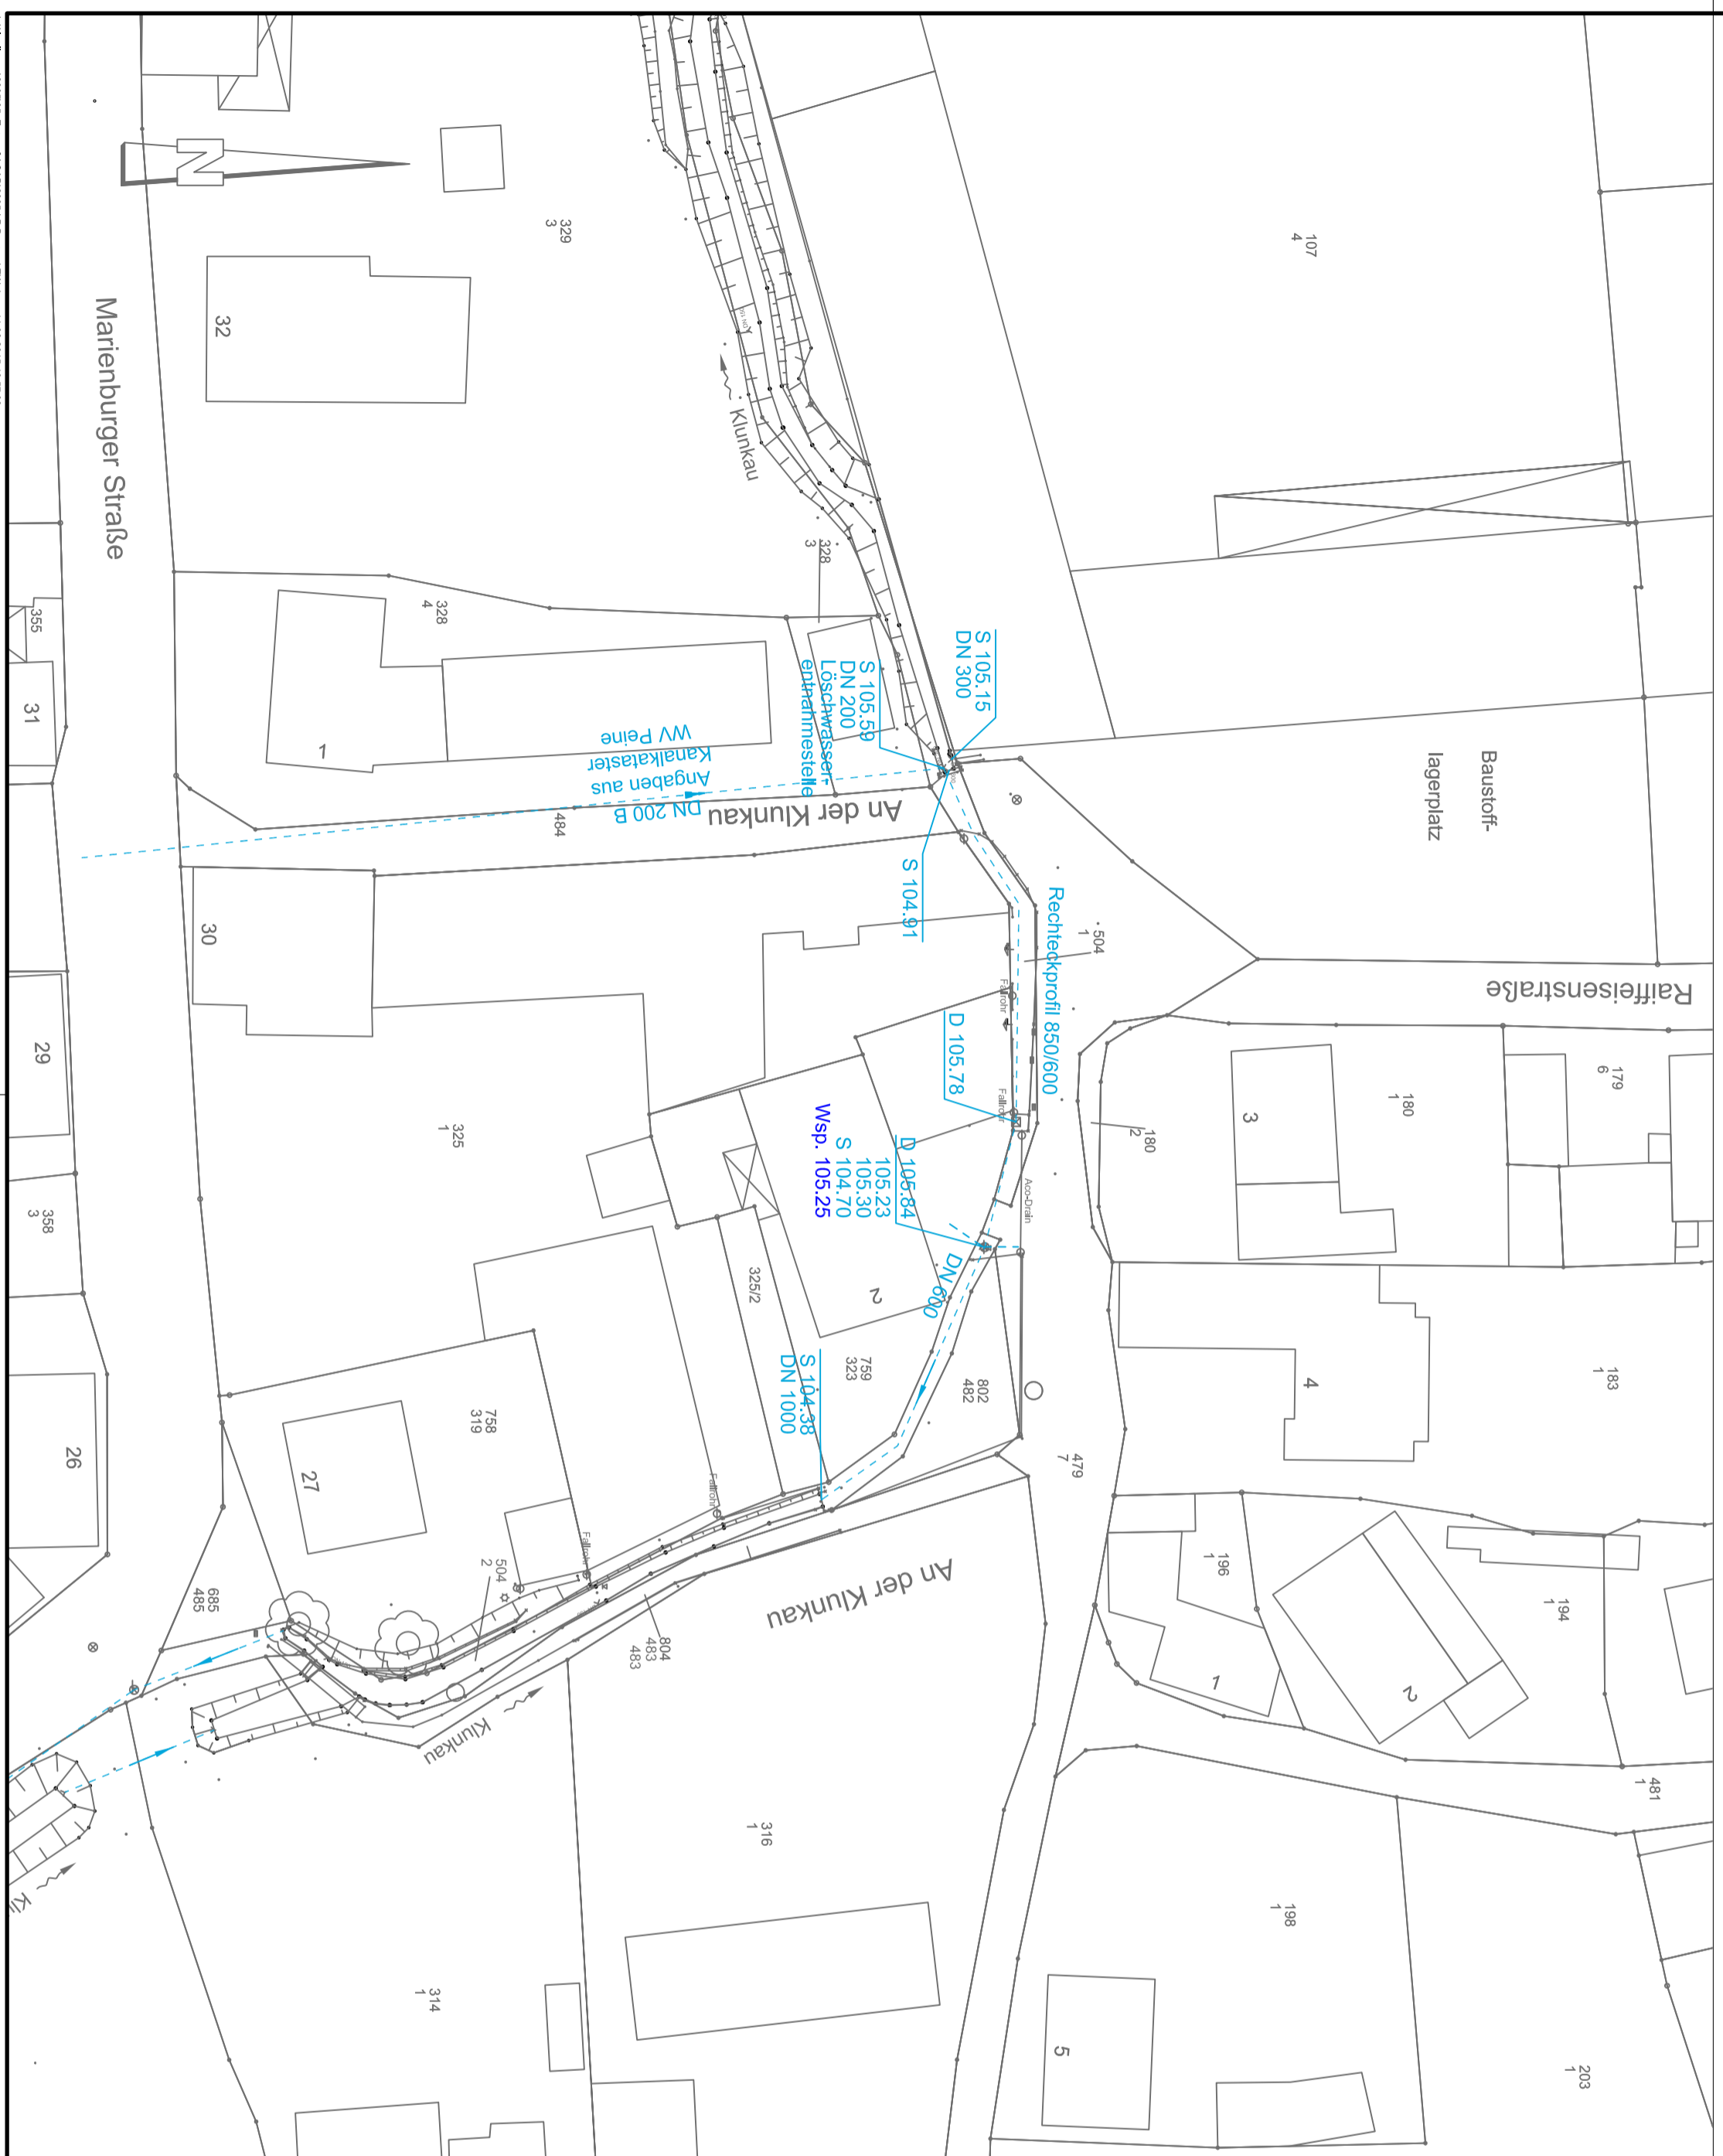 107
4
N
329
3
32
Marienburger Straße
DN 150
Klunkau
328
3
328
4
355
31
1
S 105.15
DN 300
S 105.59
DN 200
Löschwasser-
entnahmestelle
DN 200 B
Angaben aus
Kanalkataster
WV Peine
An der Klunkau
484
Baustoff-
lagerplatz
S 104.91
30
Rechteckprofil 850/600
504
1
Raiffeisenstraße
Fallrohr
D 105.78
Fallrohr
29
325
1
180
2
3
180
1
179
6
D 105.84
105.23
105.30
S 104.70
Wsp. 105.25
Aco-Drain
DN 600
358
3
325/2
2
759
323
802
482
S 104.38
DN 1000
4
183
1
26
27
758
319
Fallrohr
479
7
Fallrohr
504
2
An der Klunkau
196
1
1
2
194
1
685
485
804
483
483
Klunkau
481
1
316
1
314
1
198
1
5
203
1
Kl